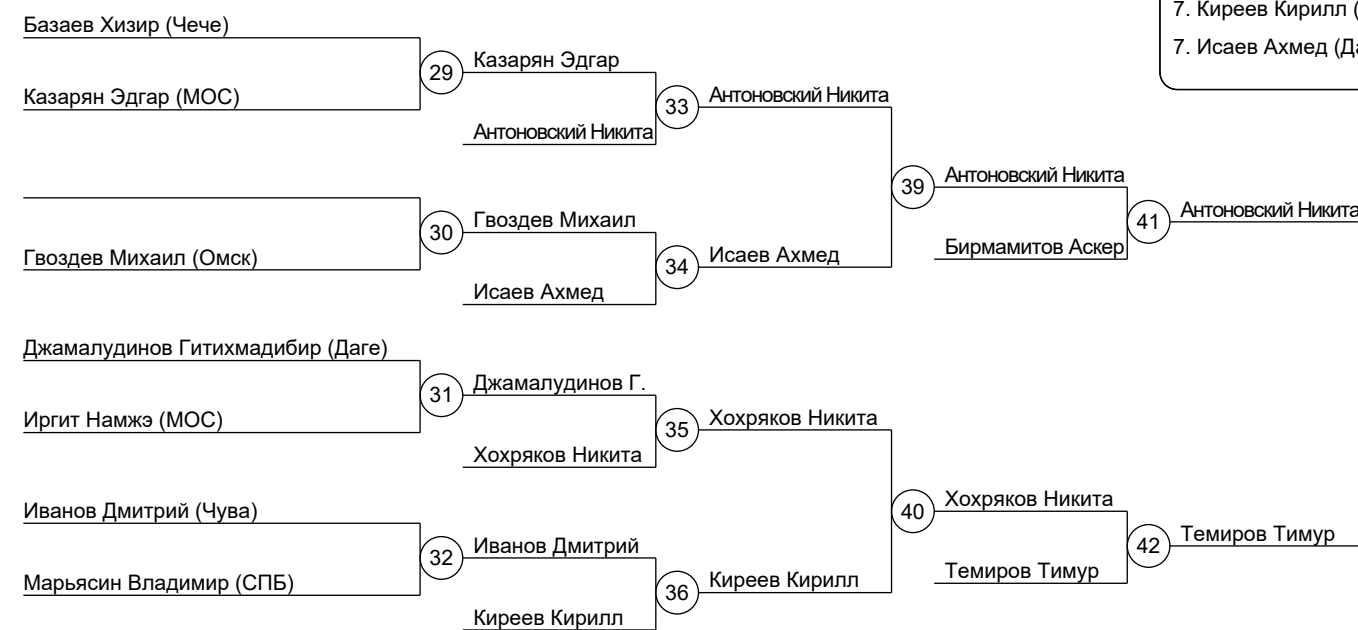 7. Киреев Кирилл (
7. Исаев Ахмед (Да
Базаев Хизир (Чече)
29
Казарян Эдгар
Казарян Эдгар (МОС)
33
Антоновский Никита
Антоновский Никита
39
Антоновский Никита
41
Антоновский Никита
30
Гвоздев Михаил
Гвоздев Михаил (Омск)
34
Исаев Ахмед
Бирмамитов Аскер
Исаев Ахмед
Джамалудинов Гитихмадибир (Даге)
31
Джамалудинов Г.
Иргит Намжэ (МОС)
35
Хохряков Никита
Хохряков Никита
40
Хохряков Никита
Иванов Дмитрий (Чува)
32
Иванов Дмитрий
42
Темиров Тимур
Марьясин Владимир (СПБ)
36
Киреев Кирилл
Темиров Тимур
Киреев Кирилл